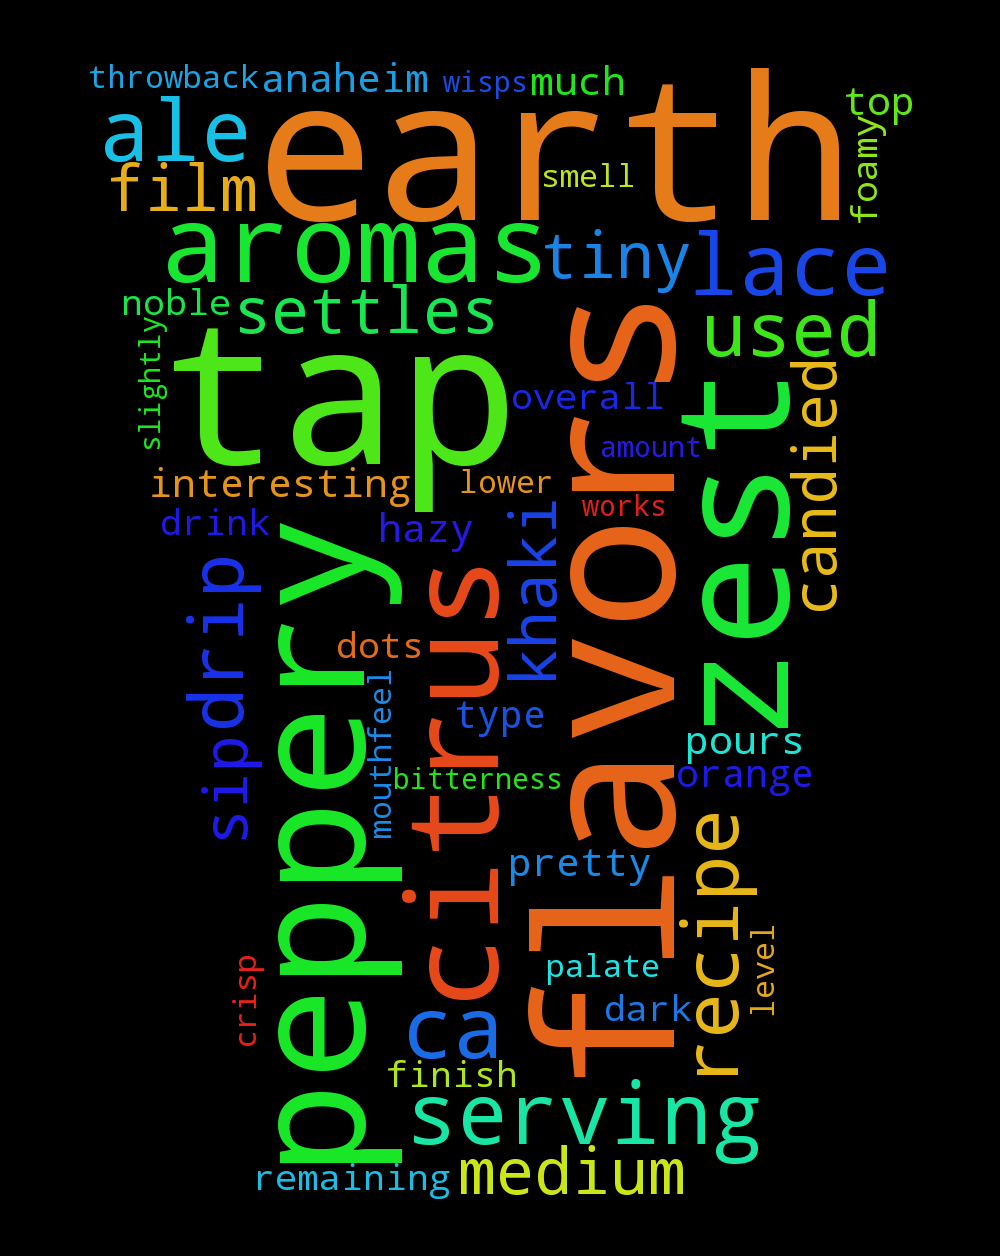 throwback anaheim wisps much
top
ale earth
foamy
film smell
aromas tiny lace
noble settles used
slightly
tap flavors zest candied
overall
amount
interesting lower works
drink hazy khaki
peppery citrus
drip
dots
mouthfeel
type
sip pours
bitterness orange
pretty recipe
level
crisp palate
ca dark
finish
serving
remaining medium